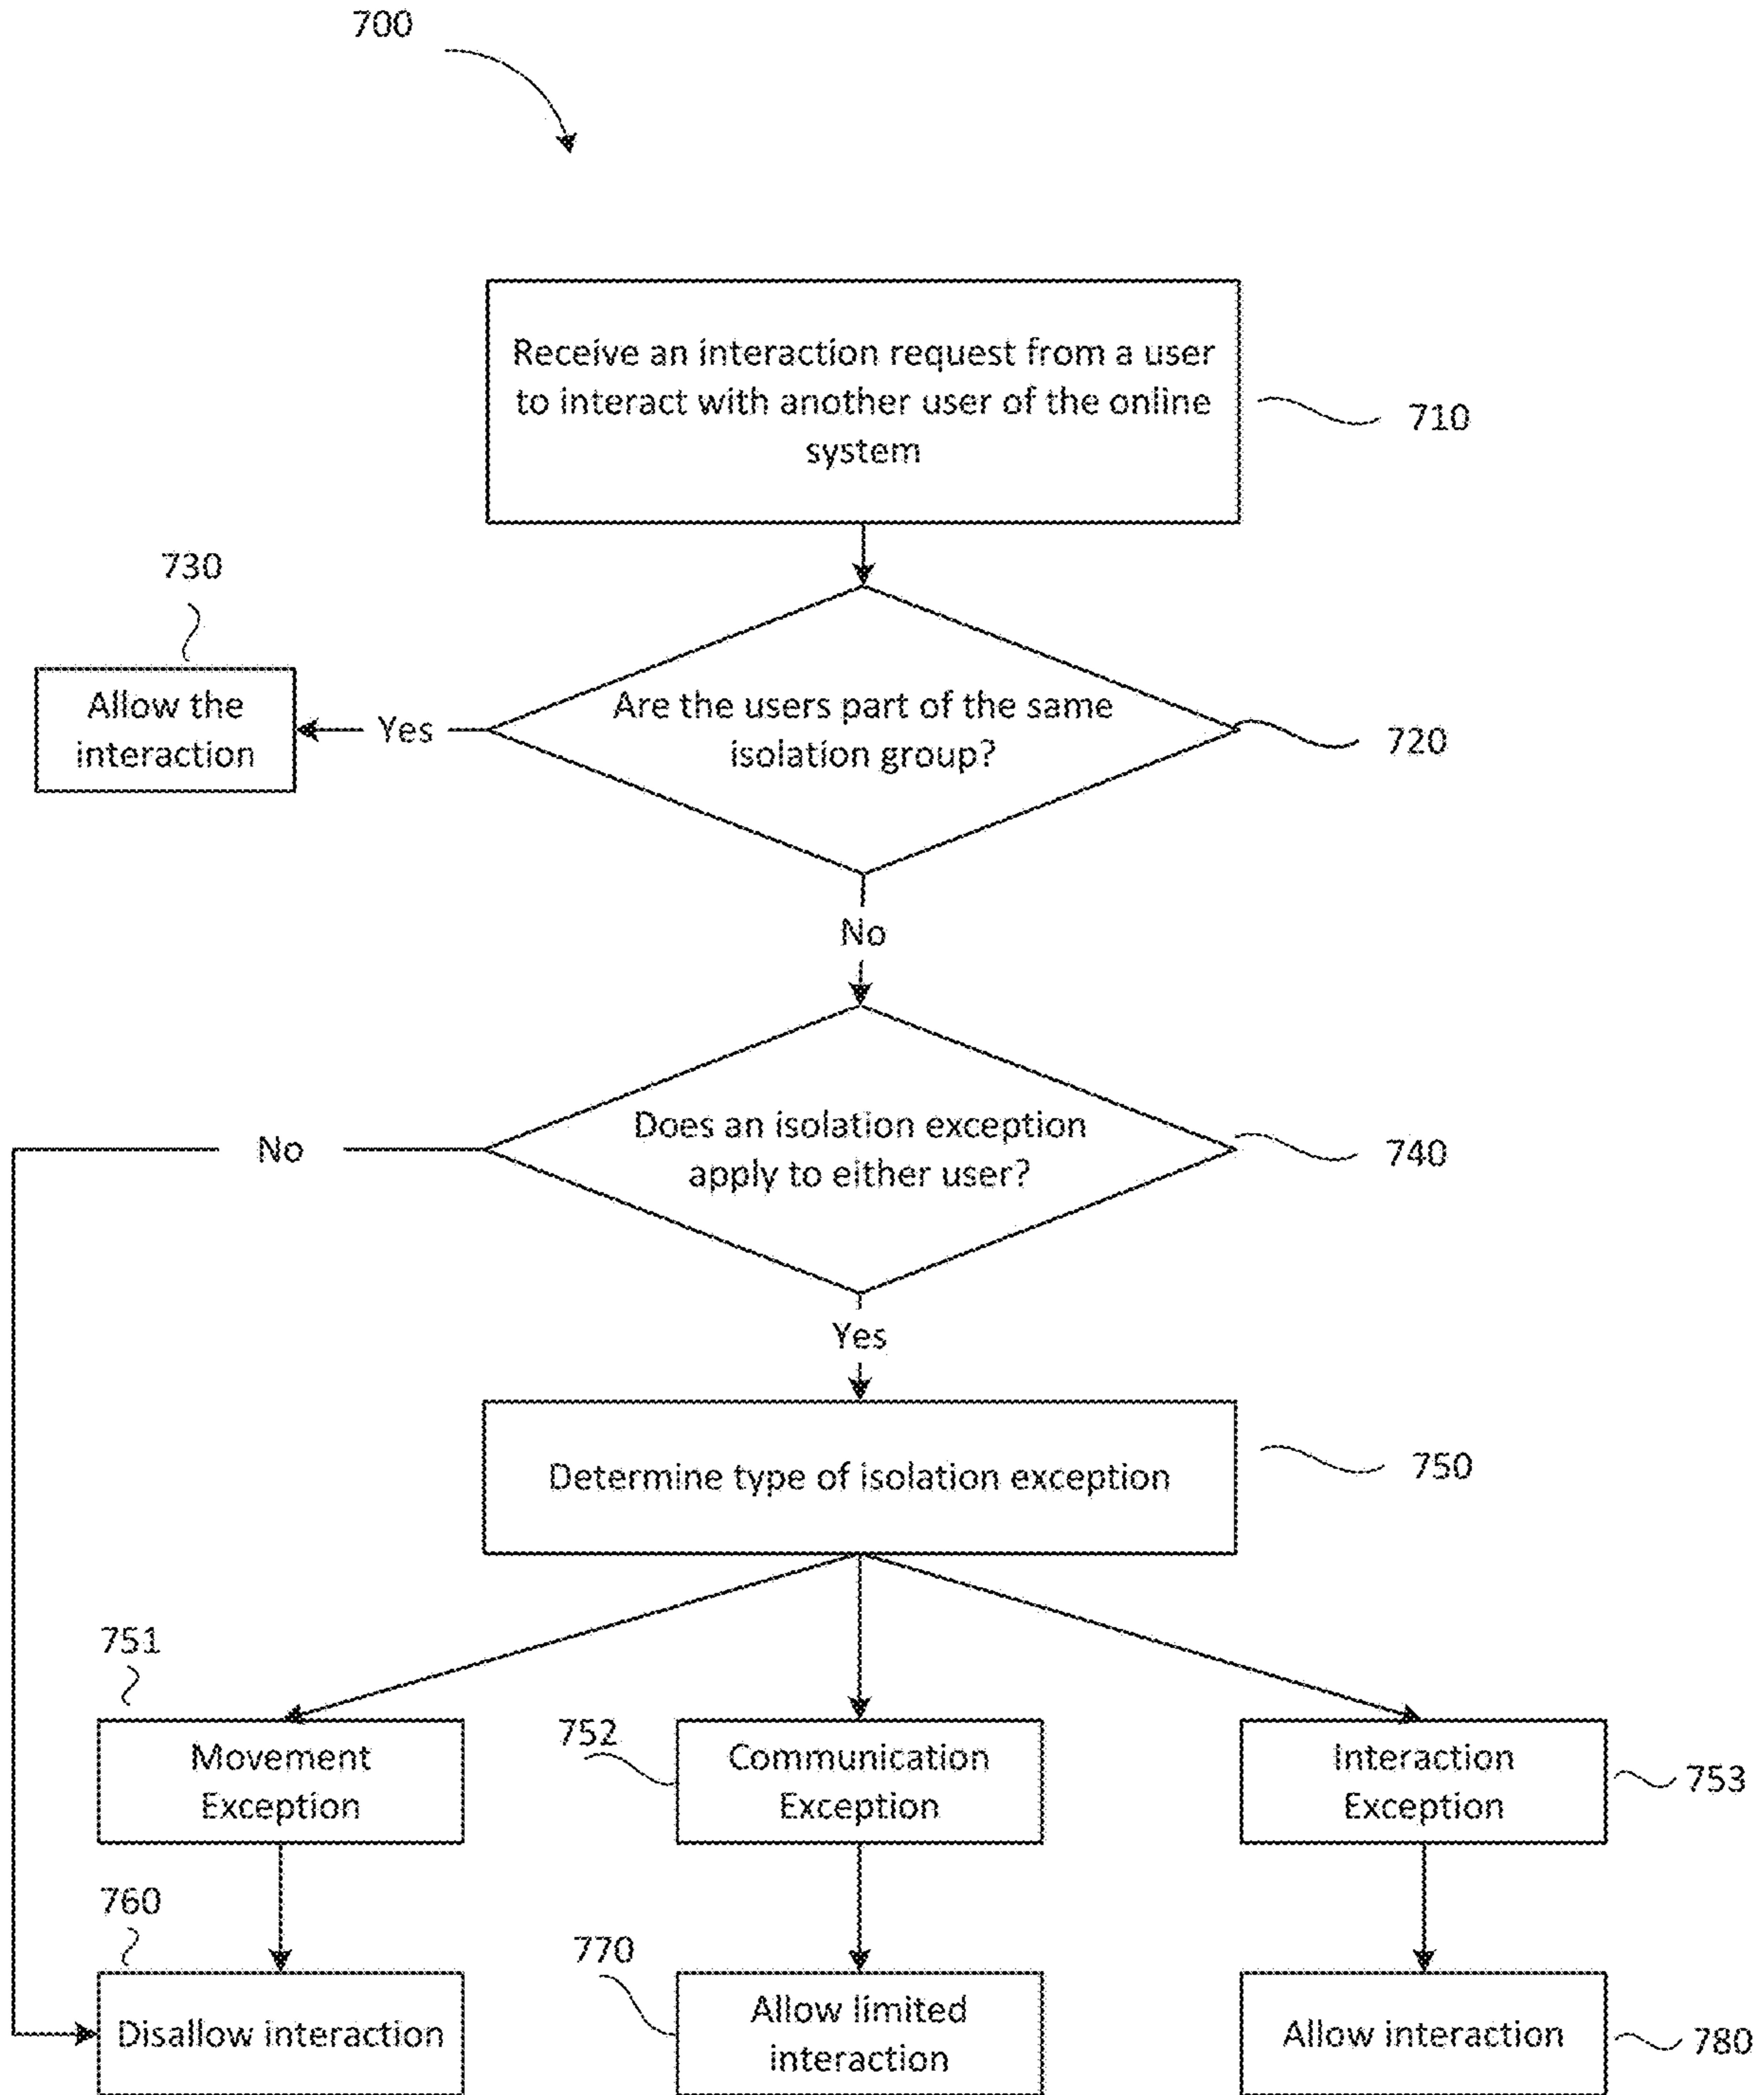 700
Receive an interaction request from a user
to interact with another user of the online
system
710
730
Allow the
interaction
Yes
Are the users part of the same
isolation group?
720
No
Does an isolation exception
apply to either user?
740
No
Yes
Determine type of isolation exception
750
751
Movement
Exception
752
Communication
Exception
Interaction
Exception
753
760
Disallow interaction
770
Allow limited
interaction
Allow interaction
780